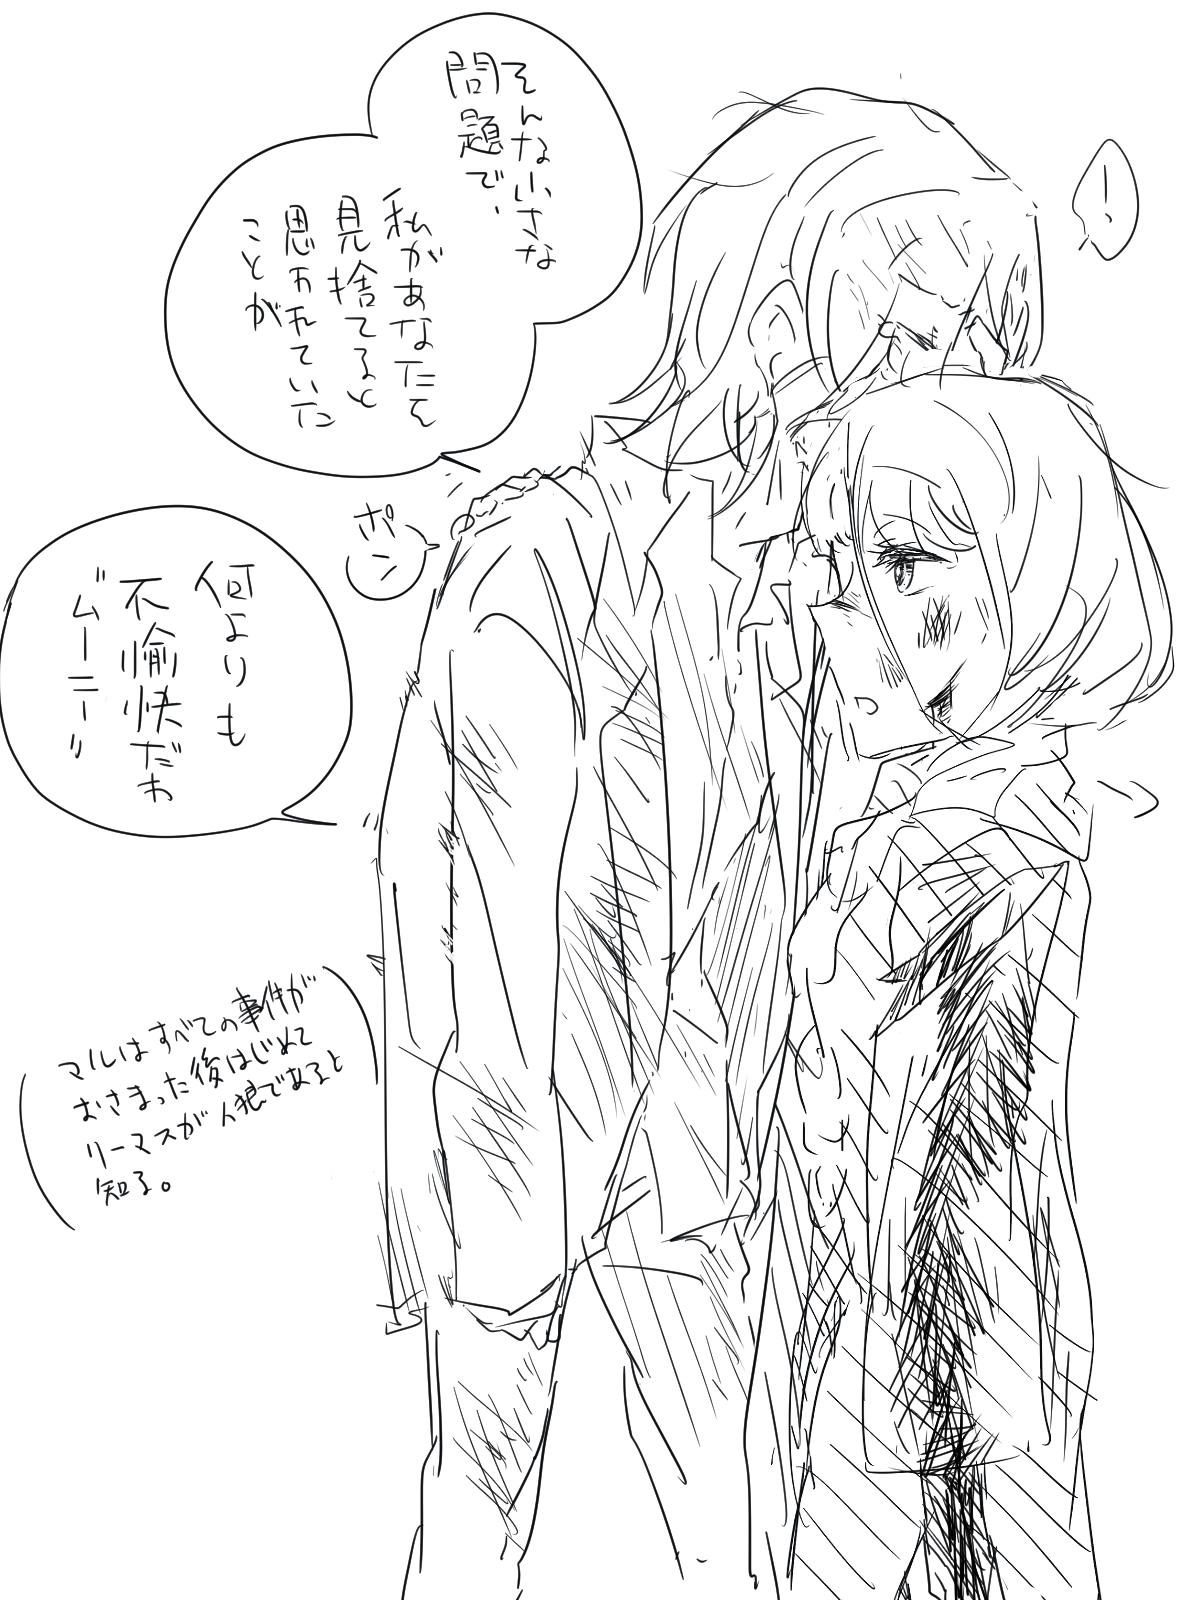 そんな小さな
問題で、
私があなたを
見捨てると
思われていた
ことが
!
ポン
何よりも
不愉快だわ
ムーニー
マルはすべての事件が
おさまった後はじめて
リーマスが人狼であると
知る。